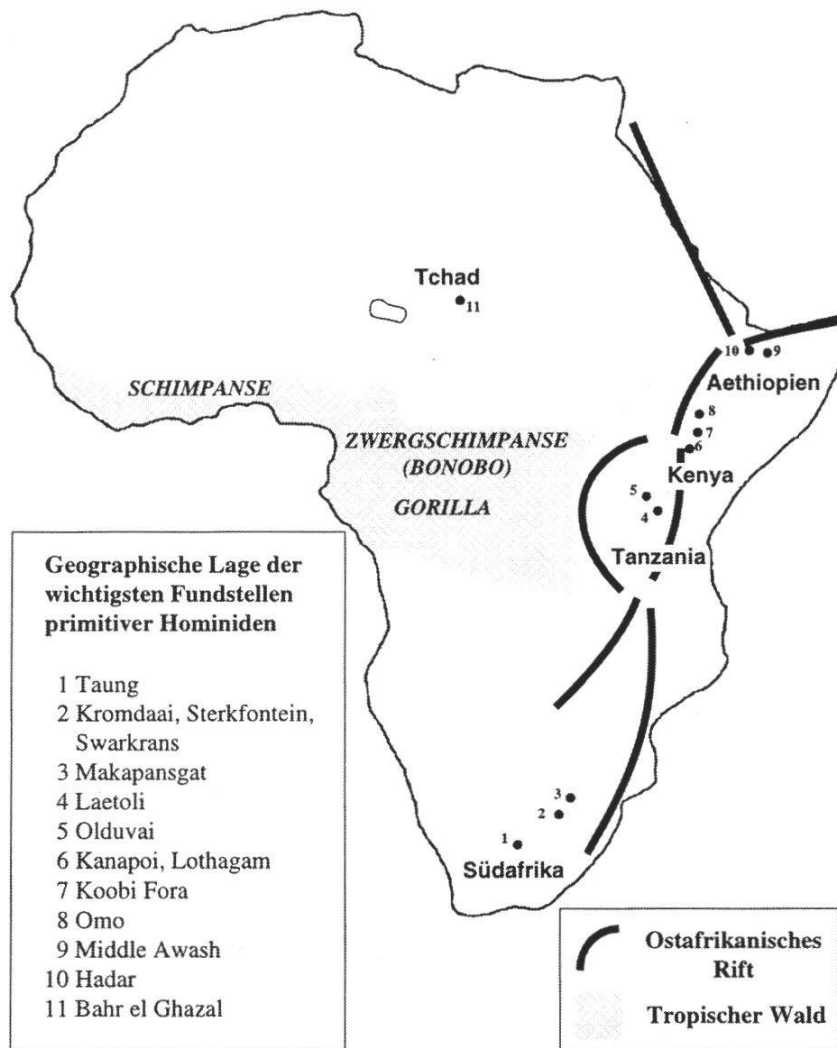 Tchad
11
SCHIMPANSE
10
9
Aethiopien
8
ZWERGSCHIMPANSE
(BONOBO)
7
6
Kenya
GORILLA
5
4
Tanzania
Geographische Lage der
wichtigsten Fundstellen
primitiver Hominiden
1 Taung
2 Kromdaai, Sterkfontein,
Swarkrans
3 Makapansgat
4 Laetoli
5 Olduvai
6 Kanapoi, Lothagam
7 Koobi Fora
8 Omo
9 Middle Awash
10 Hadar
11 Bahr el Ghazal
3
2
1
Südafrika
Ostafrikanisches
Rift
Tropischer Wald